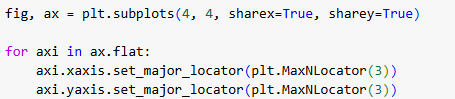 fig, ax = plt.subplots(4, 4, sharex=True, sharey=True)
for axi in ax.flat:
    axi.xaxis.set_major_locator(plt.MaxNLocator(3))
    axi.yaxis.set_major_locator(plt.MaxNLocator(3))